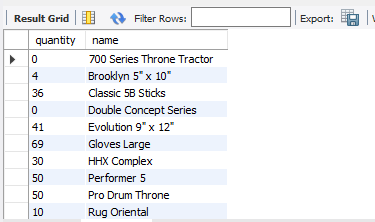 Result Grid Filter Rows: Export:
quantity name
0 700 Series Throne Tractor
4 Brooklyn 5" x 10"
36 Classic 5B Sticks
0 Double Concept Series
41 Evolution 9" x 12"
69 Gloves Large
30 HHX Complex
50 Performer 5
50 Pro Drum Throne
10 Rug Oriental